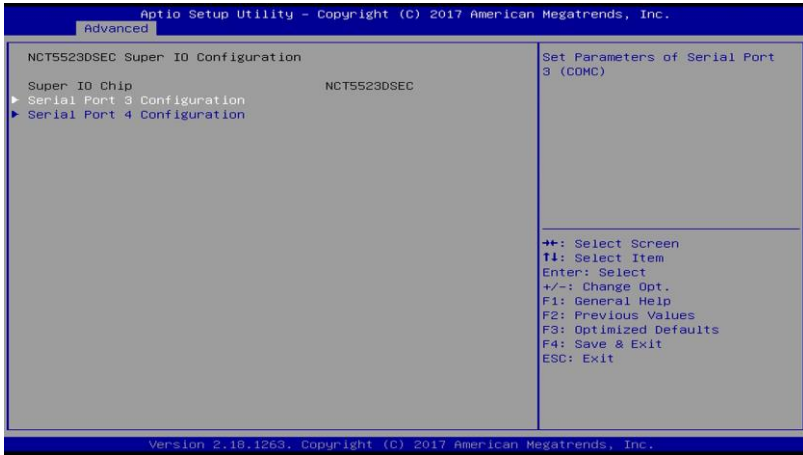 Aptio Setup Utility – Copyright (C) 2017 American Megatrends, Inc.
Advanced
NCT5523DSEC Super IO Configuration
Super IO Chip NCT5523DSEC
▶ Serial Port 3 Configuration
▶ Serial Port 4 Configuration
Set Parameters of Serial Port
3 (COMC)
→←: Select Screen
↑↓: Select Item
Enter: Select
+/-: Change Opt.
F1: General Help
F2: Previous Values
F3: Optimized Defaults
F4: Save & Exit
ESC: Exit
Version 2.18.1263. Copyright (C) 2017 American Megatrends, Inc.